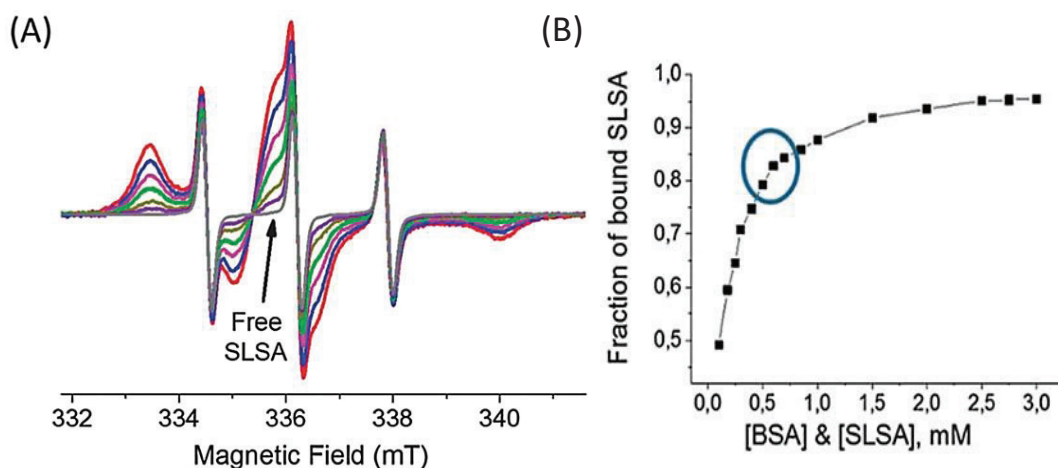 (A)
Free
SLSA
332
334
336
338
340
Magnetic Field (mT)
(B)
Fraction of bound SLSA
1,0
0,9
0,8
0,7
0,6
0,5
0,0
0,5
1,0
1,5
2,0
2,5
3,0
[BSA] & [SLSA], mM